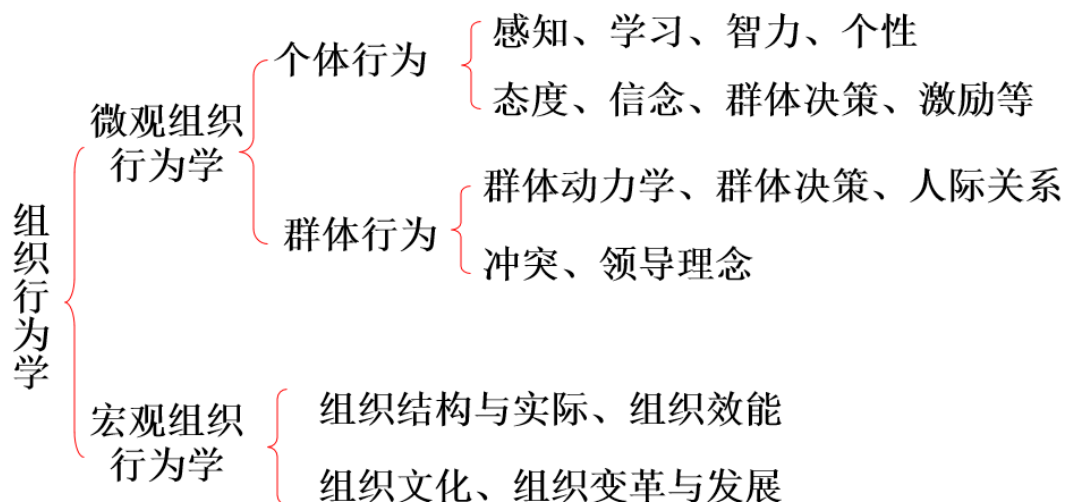 组织行为学
微观组织
行为学
个体行为
感知、学习、智力、个性
态度、信念、群体决策、激励等
群体行为
群体动力学、群体决策、人际关系
冲突、领导理念
宏观组织
行为学
组织结构与实际、组织效能
组织文化、组织变革与发展